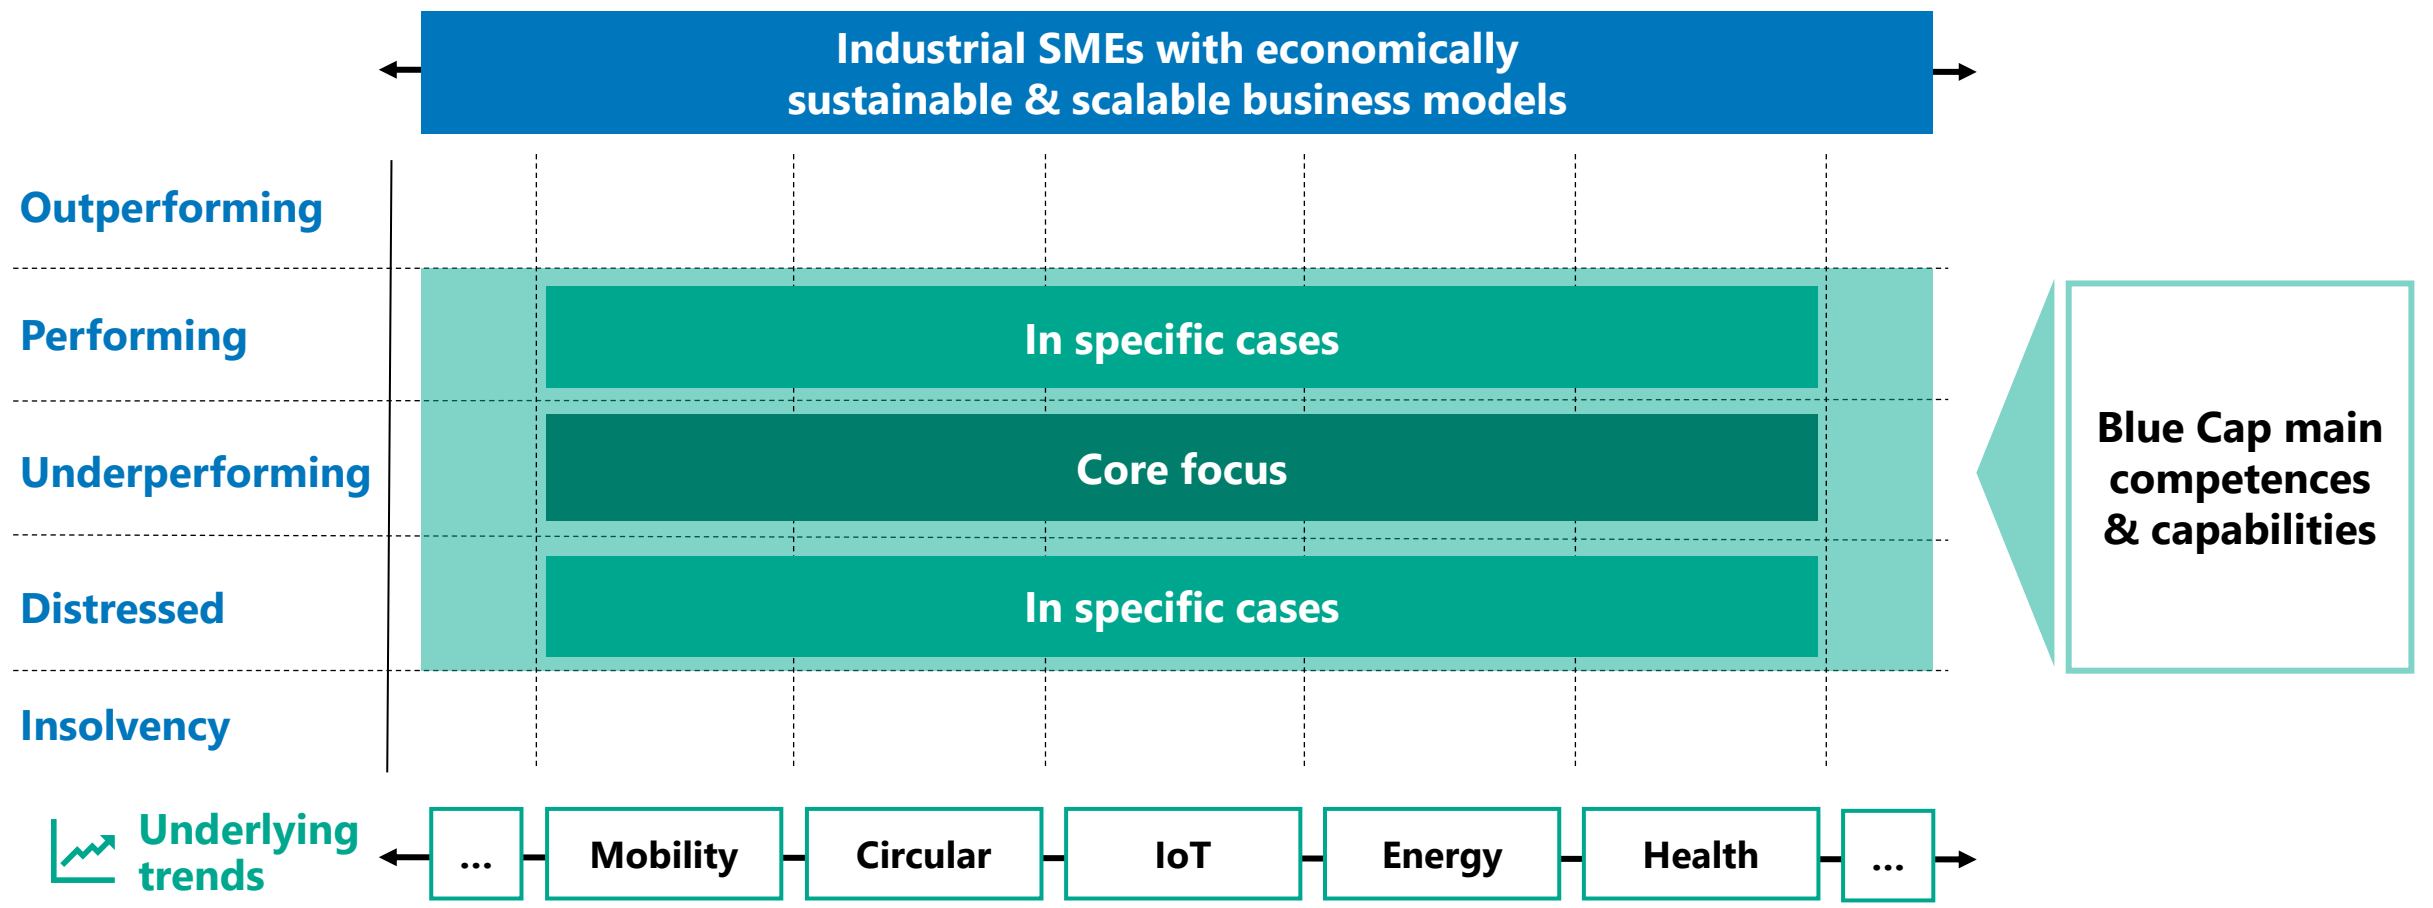 Industrial SMEs with economically
sustainable & scalable business models
Outperforming
Performing
In specific cases
Underperforming
Core focus
Distressed
In specific cases
Insolvency
Blue Cap main
competences
& capabilities
Underlying
trends
...
Mobility
Circular
IoT
Energy
Health
...